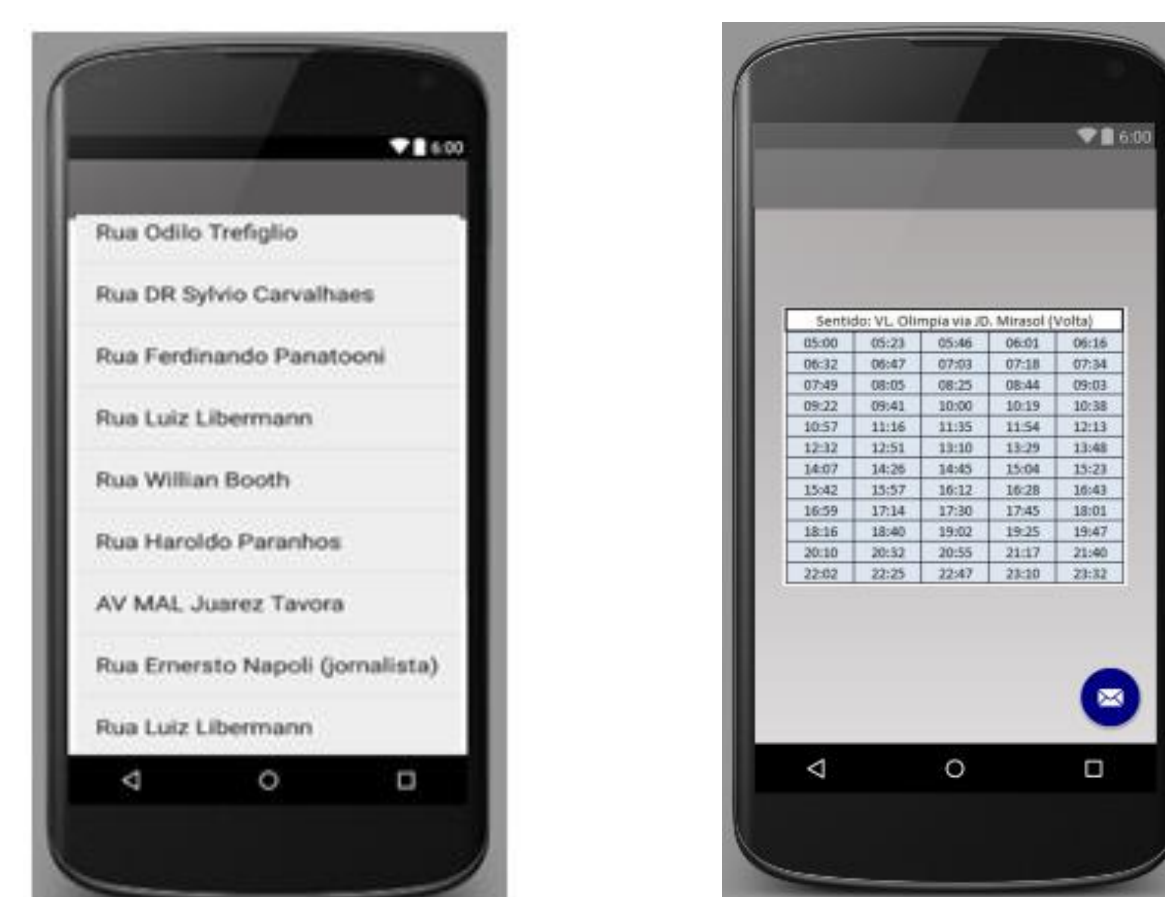 6:00
Rua Odilo Trefiglio
Rua DR Sylvio Carvalhaes
Rua Ferdinando Panatooni
Rua Luiz Libermann
Rua Willian Booth
Rua Haroldo Paranhos
AV MAL Juarez Tavora
Rua Ernersto Napoli (jornalista)
Rua Luiz Libermann
6:00
Sentido: VL. Olimpia via JD. Mirasol (Volta)
05:00 05:23 05:46 06:01 06:16
06:32 06:47 07:03 07:18 07:34
07:49 08:05 08:25 08:44 09:03
09:22 09:41 10:00 10:19 10:38
10:57 11:16 11:35 11:54 12:13
12:32 12:51 13:10 13:29 13:48
14:07 14:26 14:45 15:04 15:23
15:42 15:57 16:12 16:28 16:43
16:59 17:14 17:30 17:45 18:01
18:16 18:40 19:02 19:25 19:47
20:10 20:32 20:55 21:17 21:40
22:02 22:25 22:47 23:10 23:32